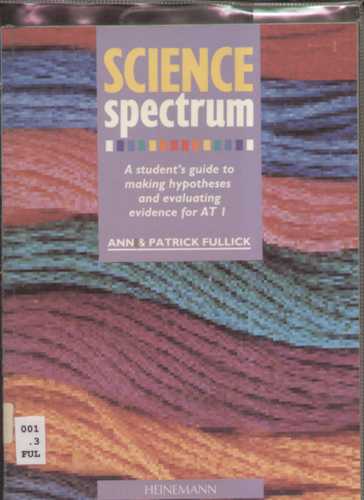 SCIENCE
spectrum
A student's guide to
making hypotheses
and evaluating
evidence for AT 1
ANN & PATRICK FULLICK
001
.3
FUL
HEINEMANN